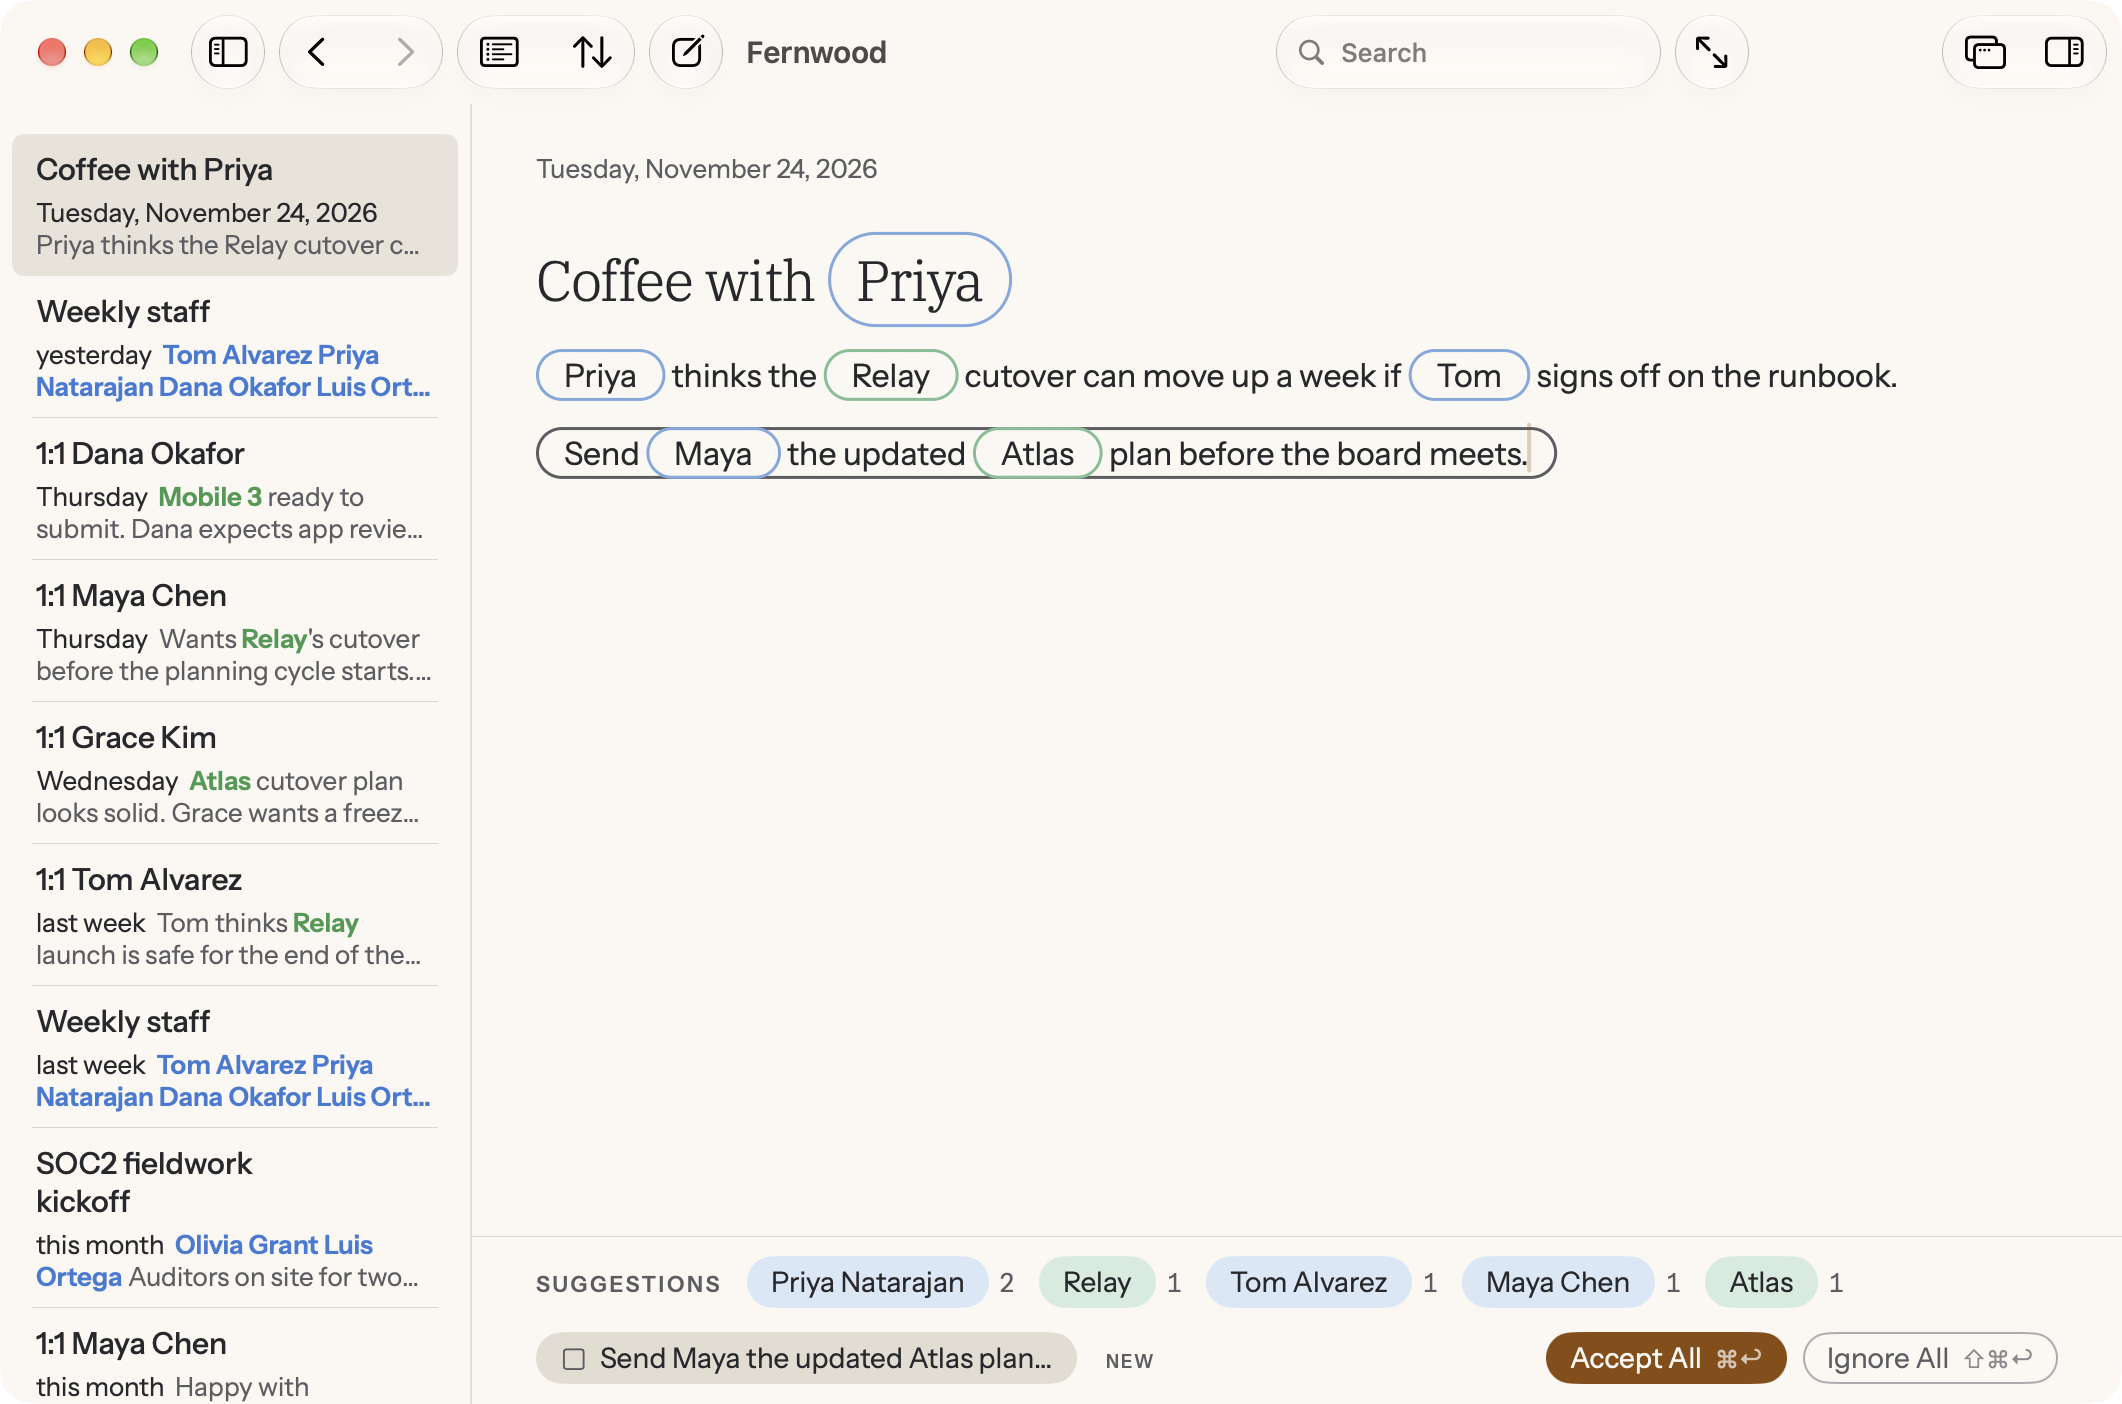 Fernwood
Search
Coffee with Priya
Tuesday, November 24, 2026
Priya thinks the Relay cutover c...
Weekly staff
yesterday Tom Alvarez Priya
Natarajan Dana Okafor Luis Ort...
1:1 Dana Okafor
Thursday Mobile 3 ready to
submit. Dana expects app revie...
1:1 Maya Chen
Thursday Wants Relay's cutover
before the planning cycle starts....
1:1 Grace Kim
Wednesday Atlas cutover plan
looks solid. Grace wants a freez...
1:1 Tom Alvarez
last week Tom thinks Relay
launch is safe for the end of the...
Weekly staff
last week Tom Alvarez Priya
Natarajan Dana Okafor Luis Ort...
SOC2 fieldwork
kickoff
this month Olivia Grant Luis
Ortega Auditors on site for two...
1:1 Maya Chen
this month Happy with
Tuesday, November 24, 2026
Coffee with Priya
Priya thinks the Relay cutover can move up a week if Tom signs off on the runbook.
Send Maya the updated Atlas plan before the board meets.
SUGGESTIONS Priya Natarajan 2 Relay 1 Tom Alvarez 1 Maya Chen 1 Atlas 1
Send Maya the updated Atlas plan... NEW
Accept All ⌘↩ Ignore All ⇧⌘↩